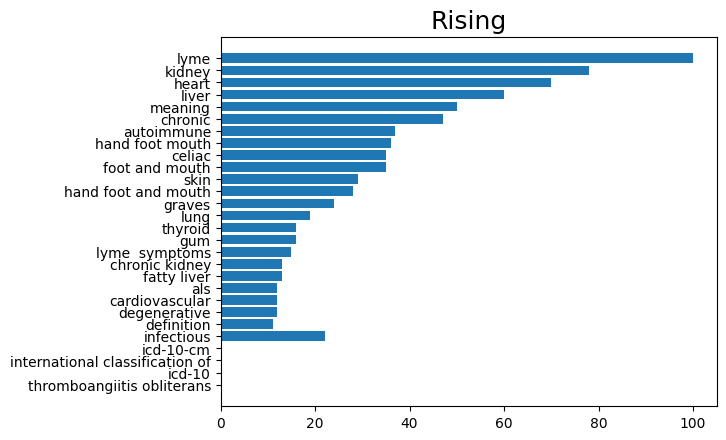 Rising
lyme
kidney
heart
liver
meaning
chronic
autoimmune
hand foot mouth
celiac
foot and mouth
skin
hand foot and mouth
graves
lung
thyroid
gum
lyme  symptoms
chronic kidney
fatty liver
als
cardiovascular
degenerative
definition
infectious
icd-10-cm
international classification of
icd-10
thromboangiitis obliterans
0 20 40 60 80 100